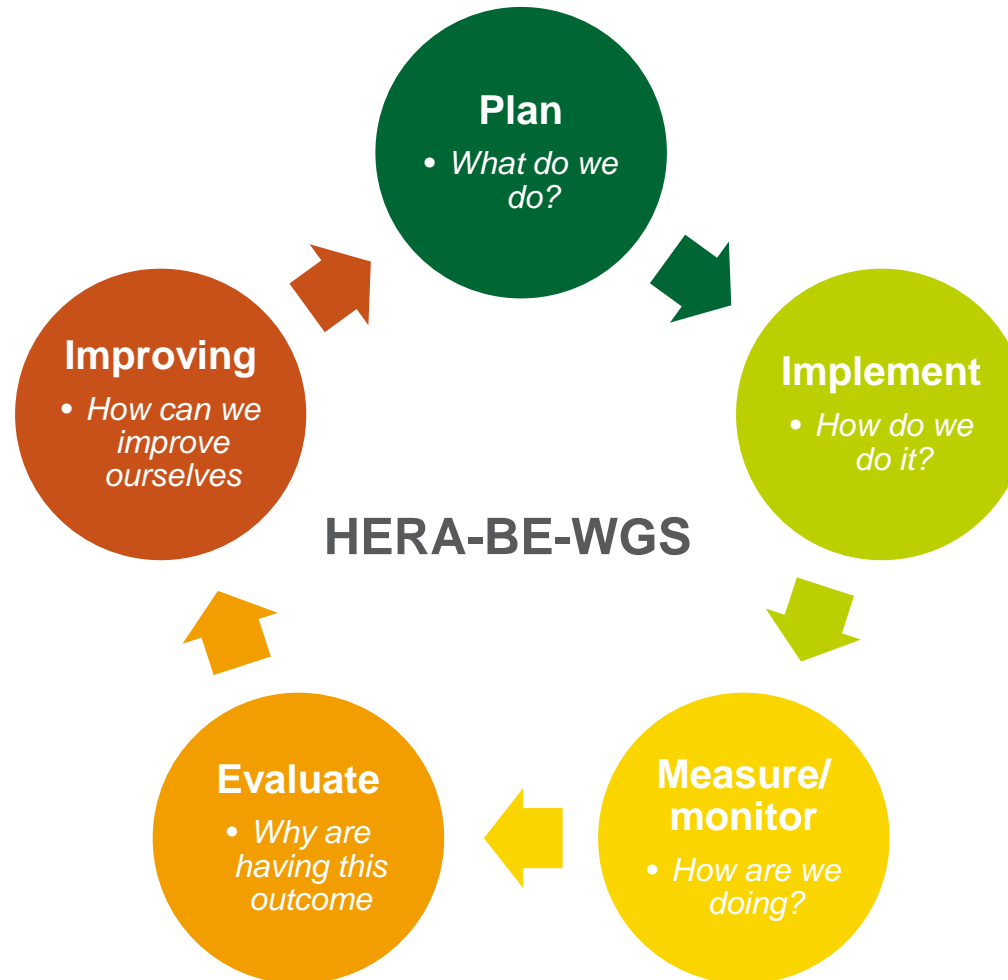 Plan
• What do we
do?
Implement
• How do we
do it?
Measure/
monitor
• How are we
doing?
Evaluate
• Why are
having this
outcome
Improving
• How can we
improve
ourselves
HERA-BE-WGS